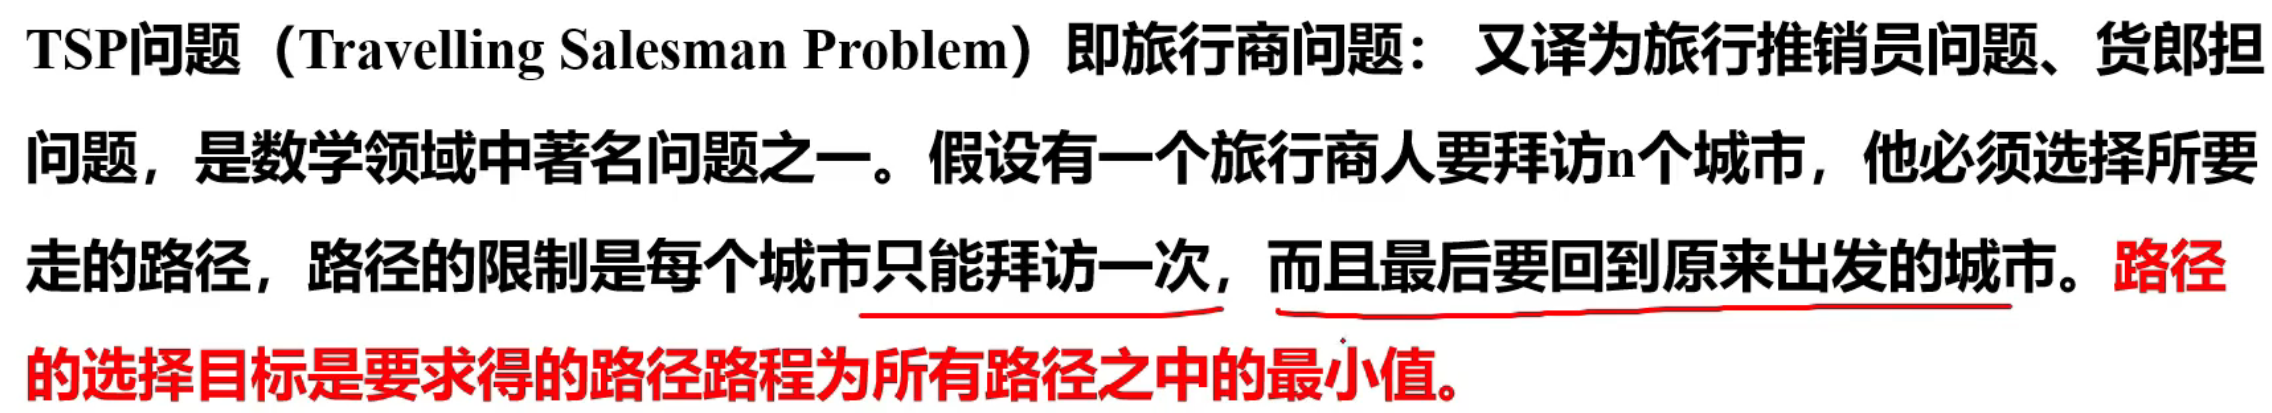 TSP问题（Travelling Salesman Problem）即旅行商问题： 又译为旅行推销员问题、货郎担
问题，是数学领域中著名问题之一。假设有一个旅行商人要拜访n个城市，他必须选择所要
走的路径，路径的限制是每个城市只能拜访一次，而且最后要回到原来出发的城市。路径
的选择目标是要求得的路径路程为所有路径之中的最小值。